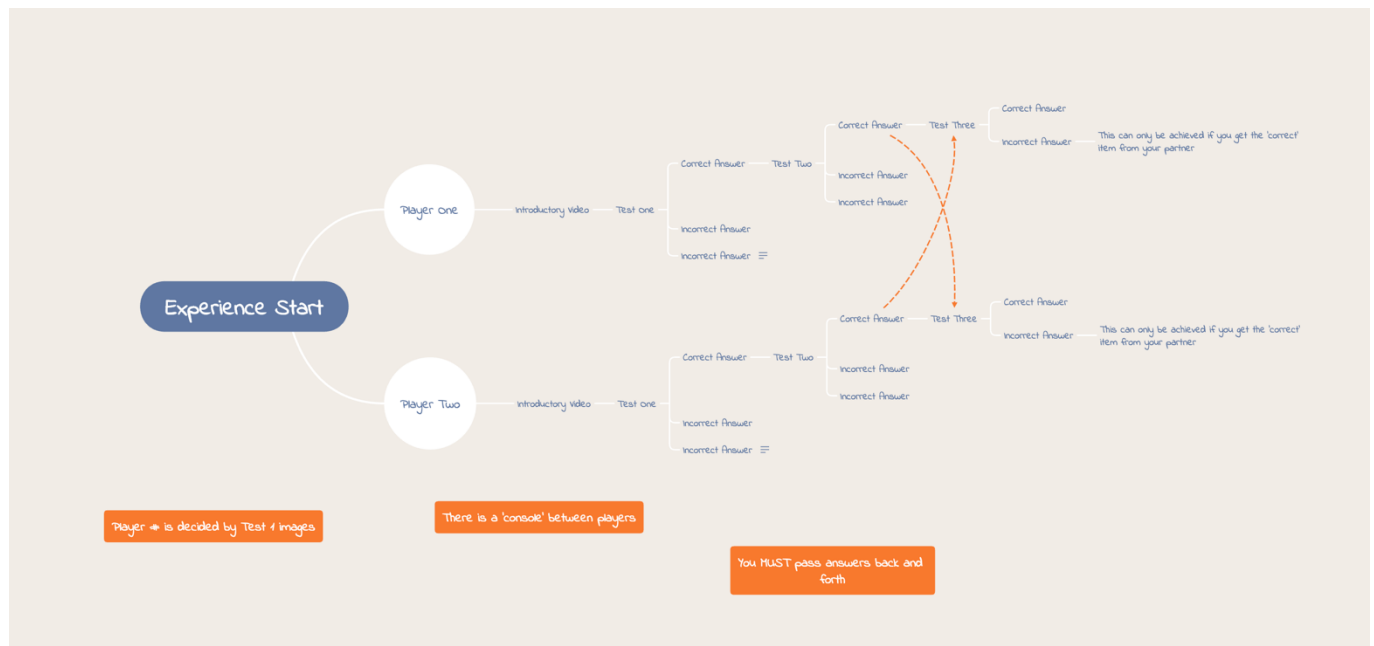 Experience Start
Player One
Introductory Video
Test One
Correct Answer
Test Two
Correct Answer
Test Three
Correct Answer
Incorrect Answer
This can only be achieved if you get the 'correct'
item from your partner
Incorrect Answer
Incorrect Answer
Incorrect Answer
Incorrect Answer
Player Two
Introductory Video
Test One
Correct Answer
Test Two
Correct Answer
Test Three
Correct Answer
Incorrect Answer
This can only be achieved if you get the 'correct'
item from your partner
Incorrect Answer
Incorrect Answer
Incorrect Answer
Incorrect Answer
Player # is decided by Test 1 images
There is a 'console' between players
You MUST pass answers back and
forth